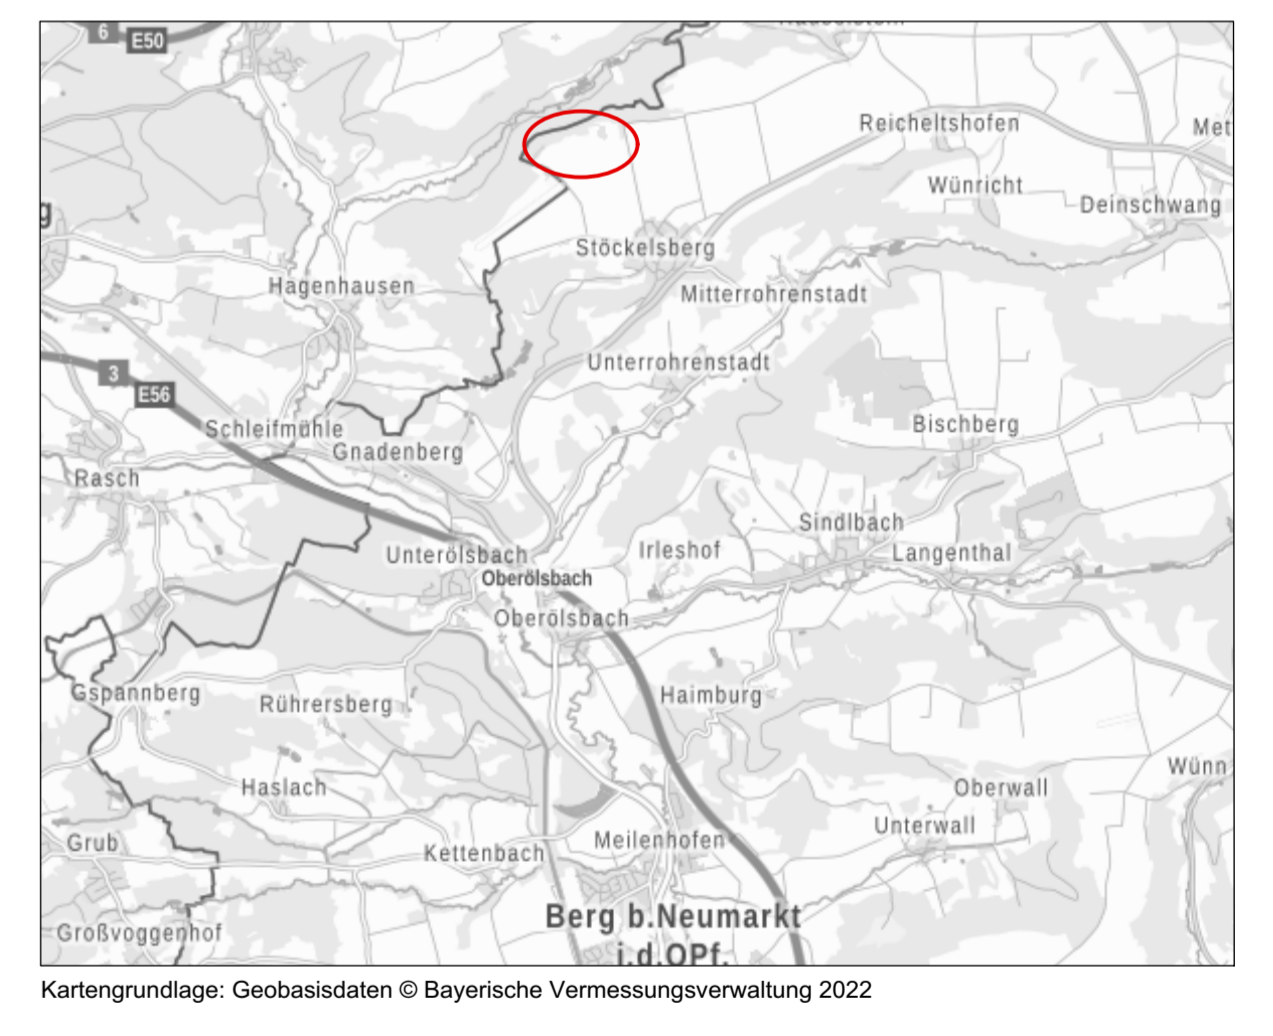 6
E50
Reicheltshofen
Met
Wünricht
Deinschwang
g
Stöckelsberg
Hagenhausen
Mitterrohrenstadt
Unterrohrenstadt
3
E56
Schleifmühle
Gnadenberg
Bischberg
Rasch
Sindlbach
Unterölsbach
Irleshof
Langenthal
Oberölsbach
Oberölsbach
Gspannberg
Rührersberg
Haimburg
Wünn
Haslach
Oberwall
Unterwall
Grub
Kettenbach
Meilenhofen
Berg b.Neumarkt
i.d.OPf.
Großvoggenhof
Kartengrundlage: Geobasisdaten © Bayerische Vermessungsverwaltung 2022